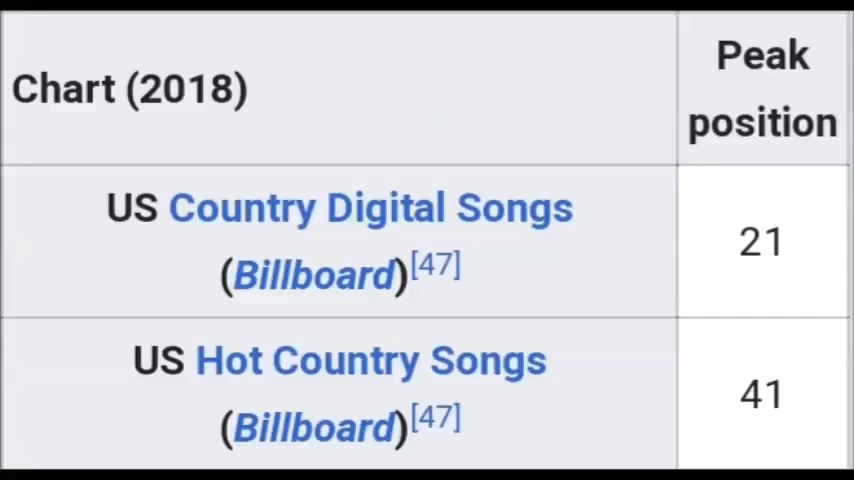 Chart (2018)
Peak
position
US Country Digital Songs
(Billboard)[47]
21
US Hot Country Songs
(Billboard)[47]
41